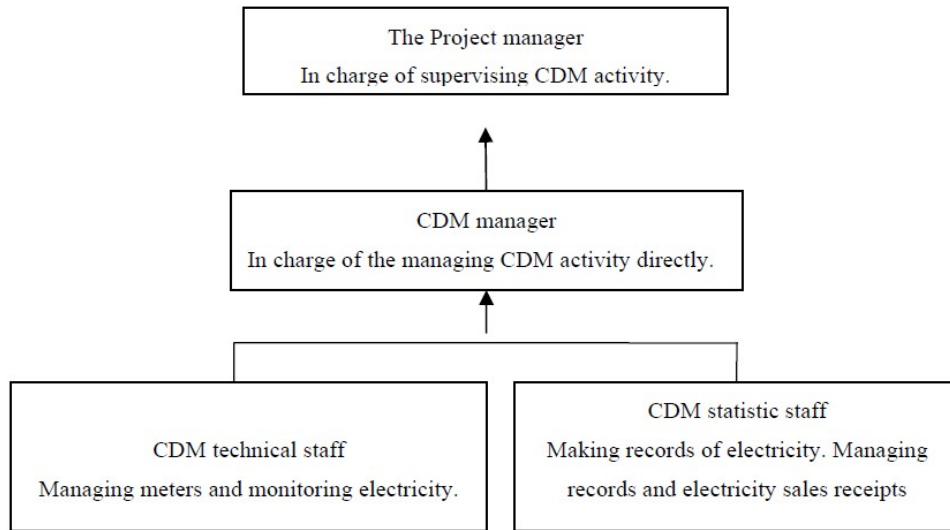 The Project manager
In charge of supervising CDM activity.
CDM manager
In charge of the managing CDM activity directly.
CDM technical staff
Managing meters and monitoring electricity.
CDM statistic staff
Making records of electricity. Managing
records and electricity sales receipts